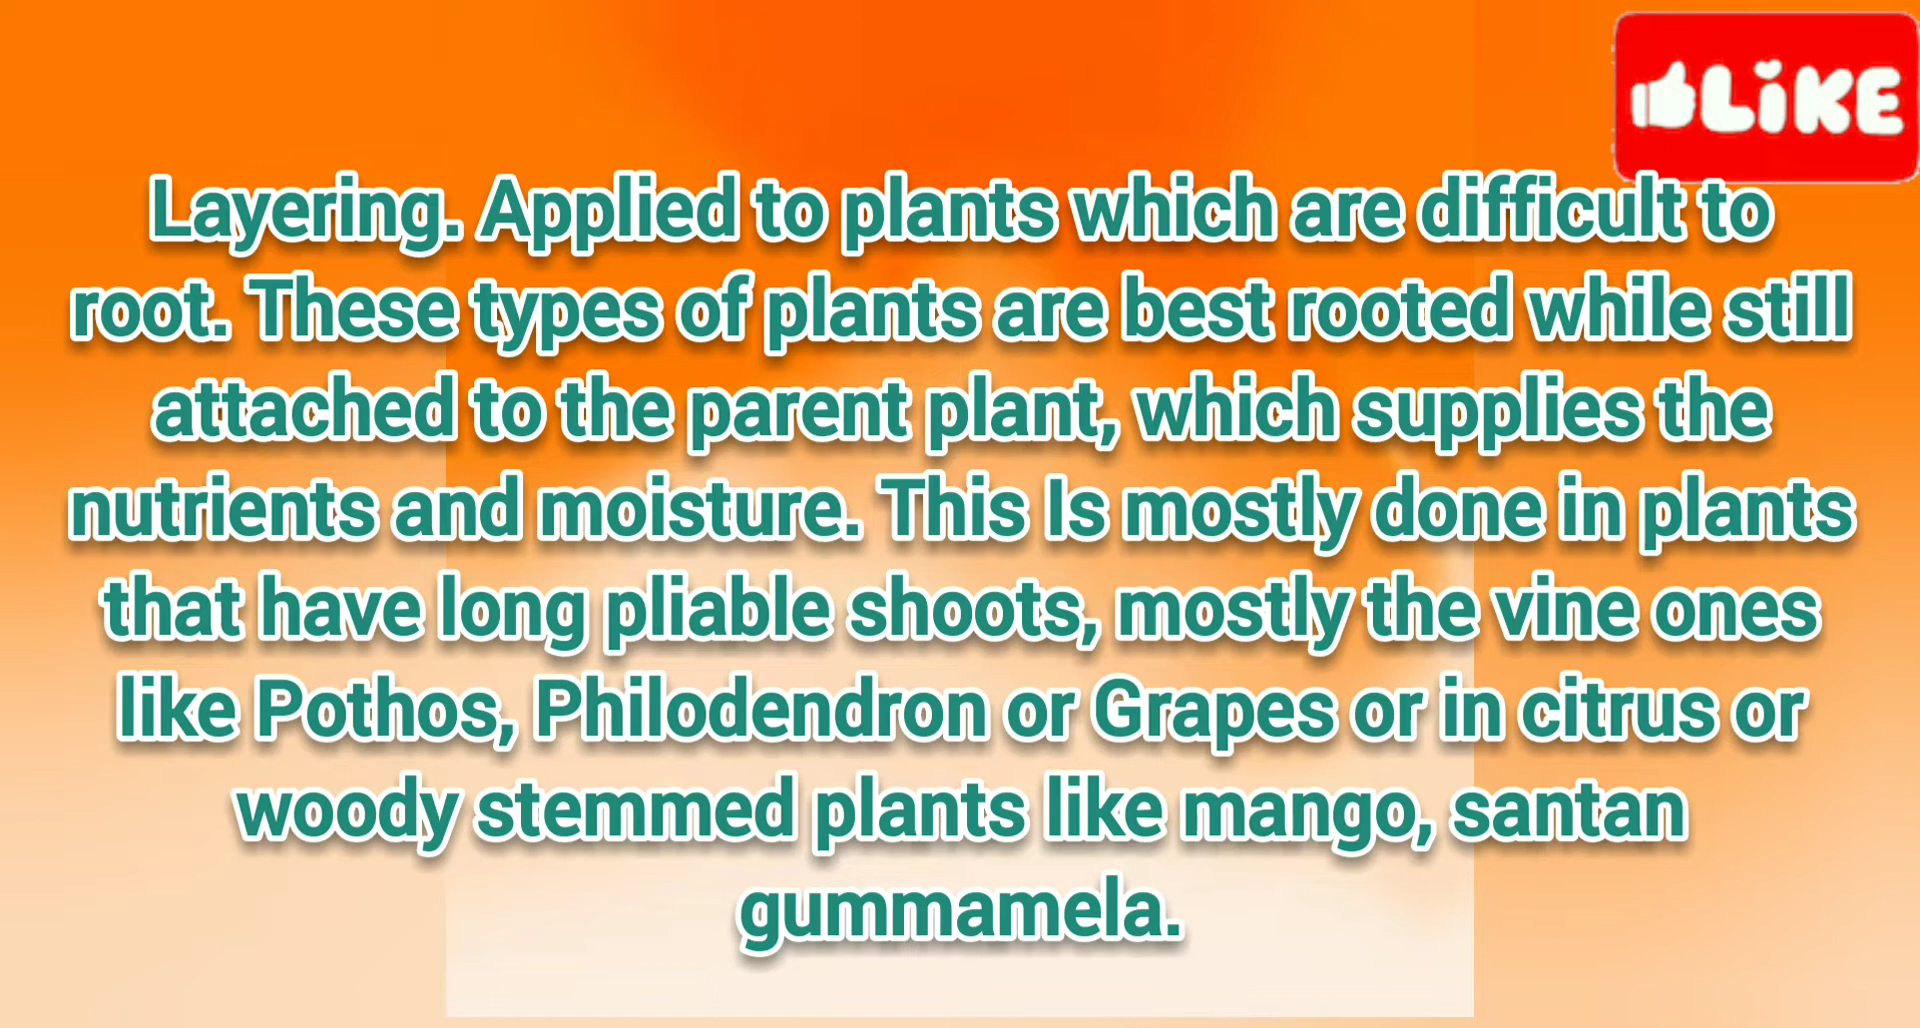 LiKE
Layering. Applied to plants which are difficult to
root. These types of plants are best rooted while still
attached to the parent plant, which supplies the
nutrients and moisture. This Is mostly done in plants
that have long pliable shoots, mostly the vine ones
like Pothos, Philodendron or Grapes or in citrus or
woody stemmed plants like mango, santan
gummamela.